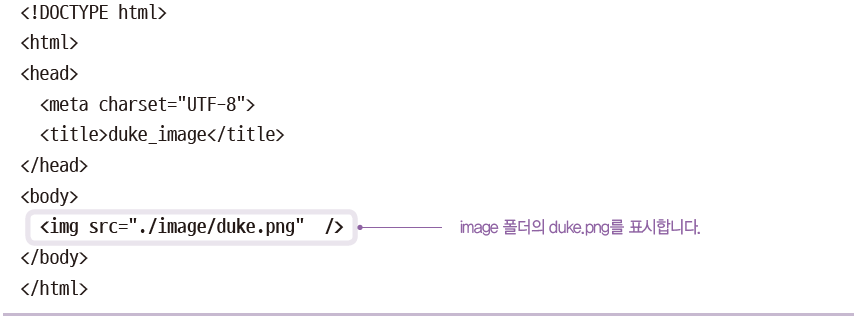 <!DOCTYPE html>
<html>
<head>
  <meta charset="UTF-8">
  <title>duke_image</title>
</head>
<body>
  <img src="./image/duke.png"  /> image 폴더의 duke.png를 표시합니다.
</body>
</html>